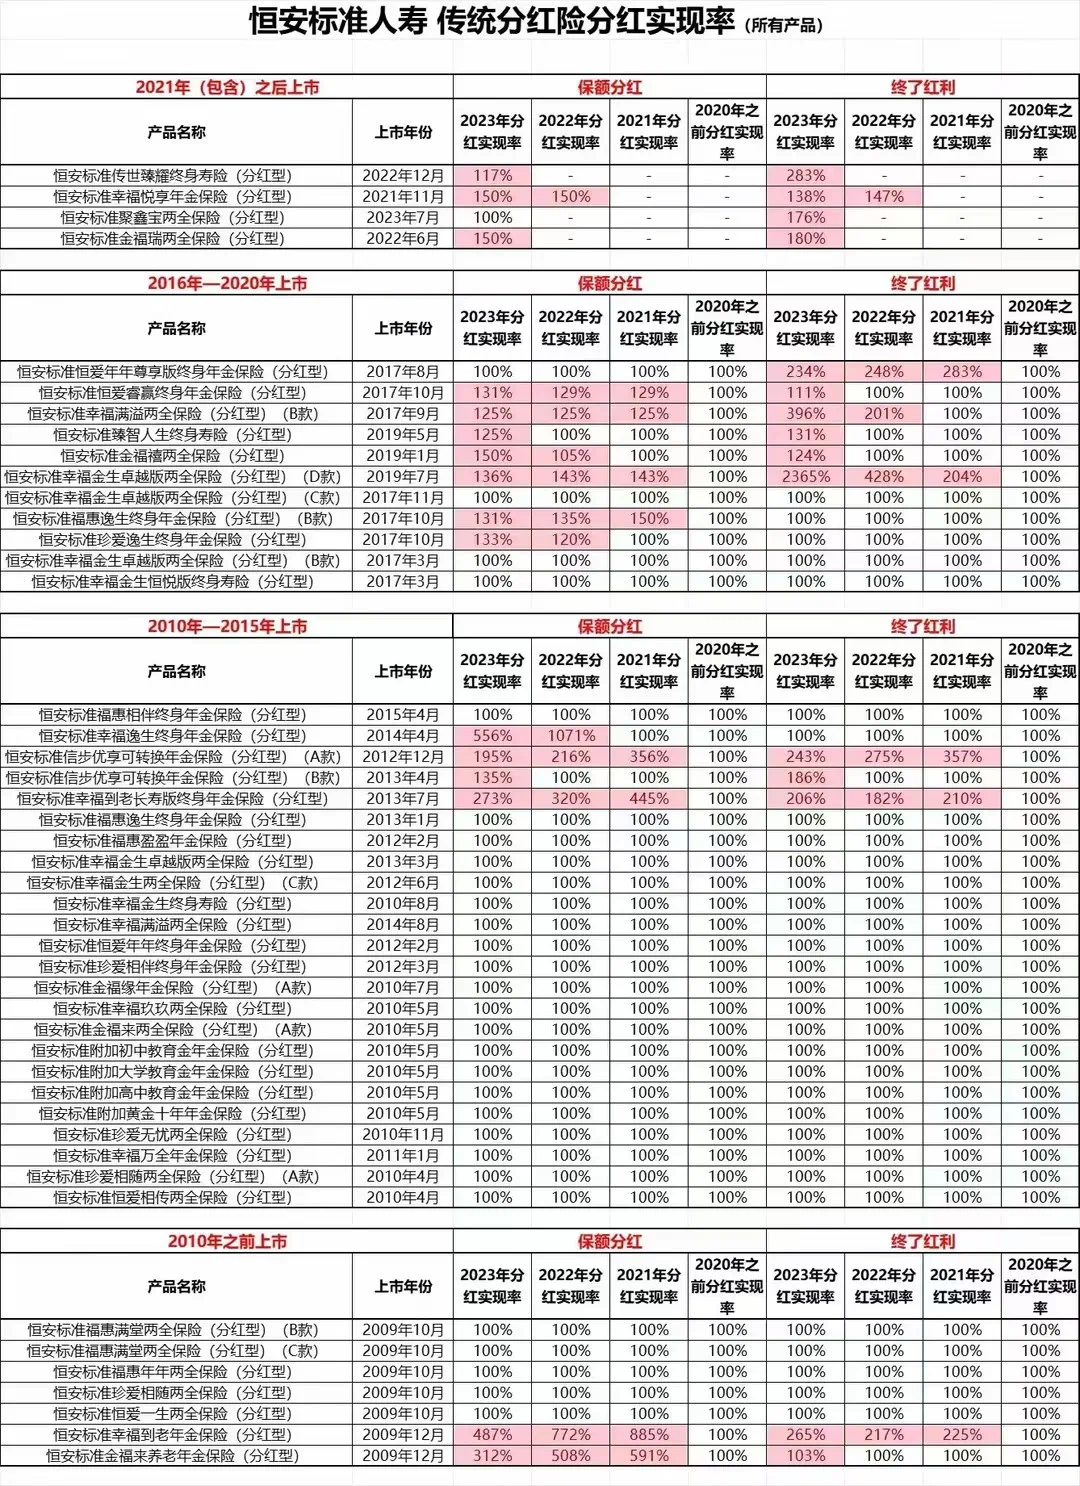 恒安标准人寿 传统分红险分红实现率（所有产品）
2021年（包含）之后上市 保额分红 终了红利
产品名称 上市年份 2023年分红实现率 2022年分红实现率 2021年分红实现率 2020年之前分红实现率 2023年分红实现率 2022年分红实现率 2021年分红实现率 2020年之前分红实现率
恒安标准传世臻耀终身寿险（分红型） 2022年12月 117% - - - 283% - - -
恒安标准幸福悦享年金保险（分红型） 2021年11月 150% 150% - - 138% 147% - -
恒安标准聚鑫宝两全保险（分红型） 2023年7月 100% - - - 176% - - -
恒安标准金福瑞两全保险（分红型） 2022年6月 150% - - - 180% - - -
2016年—2020年上市 保额分红 终了红利
产品名称 上市年份 2023年分红实现率 2022年分红实现率 2021年分红实现率 2020年之前分红实现率 2023年分红实现率 2022年分红实现率 2021年分红实现率 2020年之前分红实现率
恒安标准恒爱年年尊享版终身年金保险（分红型） 2017年8月 100% 100% 100% 100% 234% 248% 283% 100%
恒安标准恒爱睿赢终身年金保险（分红型） 2017年10月 131% 129% 129% 100% 111% 100% 100% 100%
恒安标准幸福满溢两全保险（分红型）（B款） 2017年9月 125% 125% 125% 100% 396% 201% 100% 100%
恒安标准臻智人生终身寿险（分红型） 2019年5月 125% 100% 100% 100% 131% 100% 100% 100%
恒安标准金福禧两全保险（分红型） 2019年1月 150% 105% 100% 100% 124% 100% 100% 100%
恒安标准幸福金生卓越版两全保险（分红型）（D款） 2019年7月 136% 143% 143% 100% 2365% 428% 204% 100%
恒安标准幸福金生卓越版两全保险（分红型）（C款） 2017年11月 100% 100% 100% 100% 100% 100% 100% 100%
恒安标准福惠逸生终身年金保险（分红型）（B款） 2017年10月 131% 135% 150% 100% 100% 100% 100% 100%
恒安标准珍爱逸生终身年金保险（分红型） 2017年10月 133% 120% 100% 100% 100% 100% 100% 100%
恒安标准幸福金生卓越版两全保险（分红型）（B款） 2017年3月 100% 100% 100% 100% 100% 100% 100% 100%
恒安标准幸福金生恒悦版终身寿险（分红型） 2017年3月 100% 100% 100% 100% 100% 100% 100% 100%
2010年—2015年上市 保额分红 终了红利
产品名称 上市年份 2023年分红实现率 2022年分红实现率 2021年分红实现率 2020年之前分红实现率 2023年分红实现率 2022年分红实现率 2021年分红实现率 2020年之前分红实现率
恒安标准福惠相伴终身年金保险（分红型） 2015年4月 100% 100% 100% 100% 100% 100% 100% 100%
恒安标准幸福逸生终身年金保险（分红型） 2014年4月 556% 1071% 100% 100% 100% 100% 100% 100%
恒安标准信步优享可转换年金保险（分红型）（A款） 2012年12月 195% 216% 356% 100% 243% 275% 357% 100%
恒安标准信步优享可转换年金保险（分红型）（B款） 2013年4月 135% 100% 100% 100% 186% 100% 100% 100%
恒安标准幸福到老长寿版终身年金保险（分红型） 2013年7月 273% 320% 445% 100% 206% 182% 210% 100%
恒安标准福惠逸生终身年金保险（分红型） 2013年1月 100% 100% 100% 100% 100% 100% 100% 100%
恒安标准福惠盈盈年金保险（分红型） 2012年2月 100% 100% 100% 100% 100% 100% 100% 100%
恒安标准幸福金生卓越版两全保险（分红型） 2013年3月 100% 100% 100% 100% 100% 100% 100% 100%
恒安标准幸福金生两全保险（分红型）（C款） 2012年6月 100% 100% 100% 100% 100% 100% 100% 100%
恒安标准幸福金生终身寿险（分红型） 2010年8月 100% 100% 100% 100% 100% 100% 100% 100%
恒安标准幸福满溢两全保险（分红型） 2014年8月 100% 100% 100% 100% 100% 100% 100% 100%
恒安标准恒爱年年终身年金保险（分红型） 2012年2月 100% 100% 100% 100% 100% 100% 100% 100%
恒安标准珍爱相伴终身年金保险（分红型） 2012年3月 100% 100% 100% 100% 100% 100% 100% 100%
恒安标准金福缘年金保险（分红型）（A款） 2010年7月 100% 100% 100% 100% 100% 100% 100% 100%
恒安标准幸福玖玖两全保险（分红型） 2010年5月 100% 100% 100% 100% 100% 100% 100% 100%
恒安标准金福来两全保险（分红型）（A款） 2010年5月 100% 100% 100% 100% 100% 100% 100% 100%
恒安标准附加初中教育金年金保险（分红型） 2010年5月 100% 100% 100% 100% 100% 100% 100% 100%
恒安标准附加大学教育金年金保险（分红型） 2010年5月 100% 100% 100% 100% 100% 100% 100% 100%
恒安标准附加高中教育金年金保险（分红型） 2010年5月 100% 100% 100% 100% 100% 100% 100% 100%
恒安标准附加黄金十年年金保险（分红型） 2010年5月 100% 100% 100% 100% 100% 100% 100% 100%
恒安标准珍爱无忧两全保险（分红型） 2010年11月 100% 100% 100% 100% 100% 100% 100% 100%
恒安标准幸福万全年金保险（分红型） 2011年1月 100% 100% 100% 100% 100% 100% 100% 100%
恒安标准珍爱相随两全保险（分红型）（A款） 2010年4月 100% 100% 100% 100% 100% 100% 100% 100%
恒安标准恒爱相传两全保险（分红型） 2010年4月 100% 100% 100% 100% 100% 100% 100% 100%
2010年之前上市 保额分红 终了红利
产品名称 上市年份 2023年分红实现率 2022年分红实现率 2021年分红实现率 2020年之前分红实现率 2023年分红实现率 2022年分红实现率 2021年分红实现率 2020年之前分红实现率
恒安标准福惠满堂两全保险（分红型）（B款） 2009年10月 100% 100% 100% 100% 100% 100% 100% 100%
恒安标准福惠满堂两全保险（分红型）（C款） 2009年10月 100% 100% 100% 100% 100% 100% 100% 100%
恒安标准福惠年年两全保险（分红型） 2009年10月 100% 100% 100% 100% 100% 100% 100% 100%
恒安标准珍爱相随两全保险（分红型） 2009年10月 100% 100% 100% 100% 100% 100% 100% 100%
恒安标准恒爱一生两全保险（分红型） 2009年10月 100% 100% 100% 100% 100% 100% 100% 100%
恒安标准幸福到老年金保险（分红型） 2009年12月 487% 772% 885% 100% 265% 217% 225% 100%
恒安标准金福来养老年金保险（分红型） 2009年12月 312% 508% 591% 100% 103% 100% 100% 100%